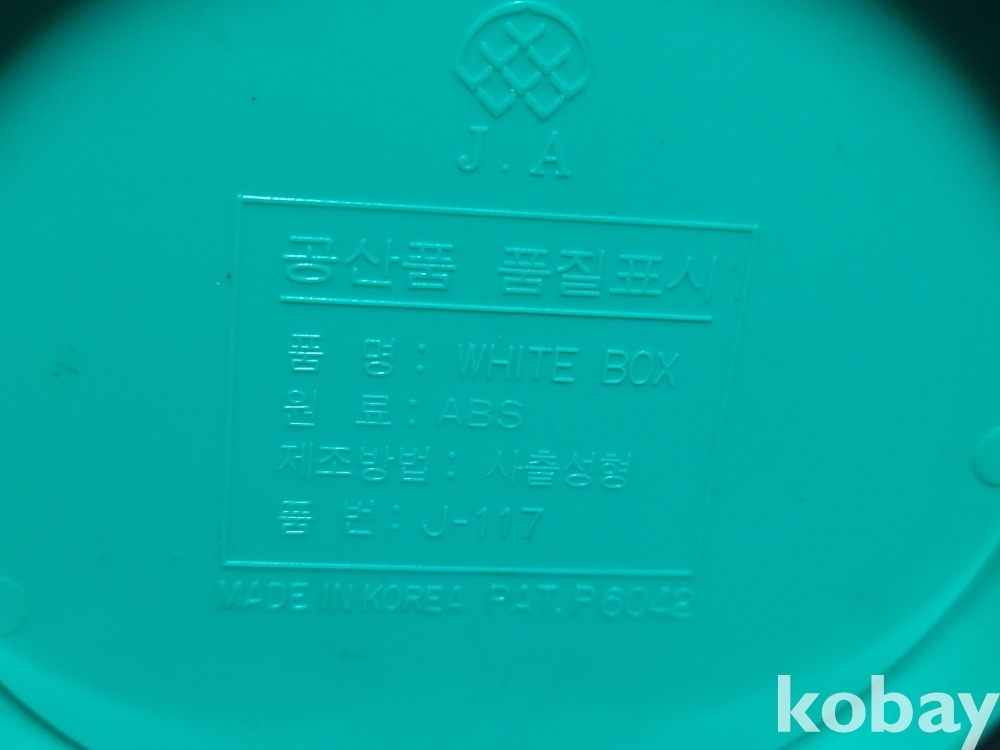 J.A
공산품 품질표시
품 명: WHITE BOX
원 료: ABS
제조방법: 사출성형
품 번: J-117
MADE IN KOREA PAT.P6042
kobay